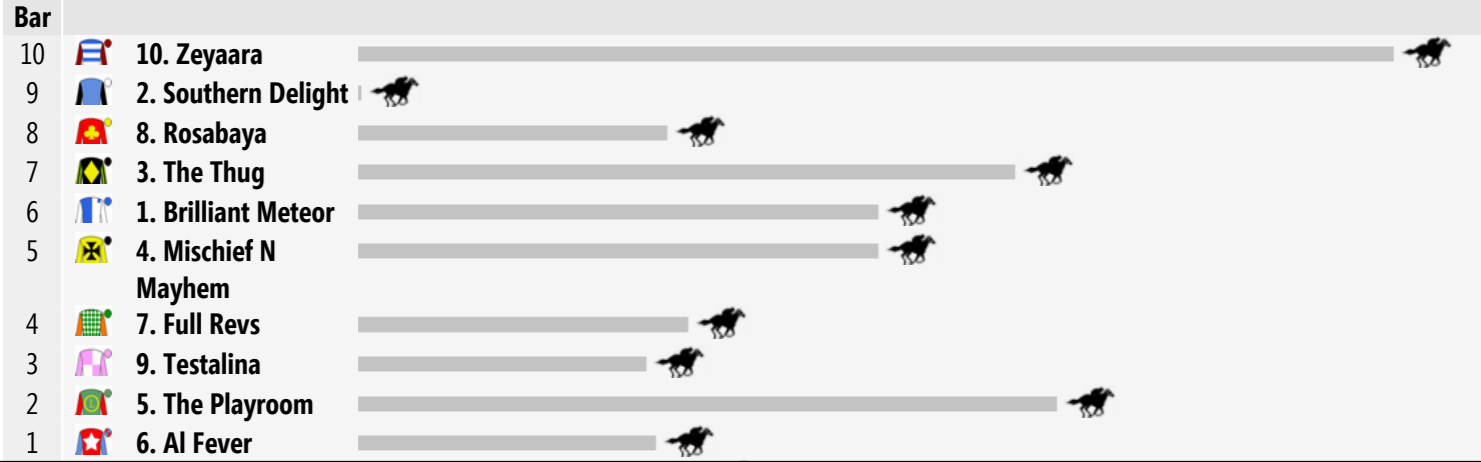 Bar
10 10. Zeyaara
9 2. Southern Delight
8 8. Rosabaya
7 3. The Thug
6 1. Brilliant Meteor
5 4. Mischief N
Mayhem
4 7. Full Revs
3 9. Testalina
2 5. The Playroom
1 6. Al Fever